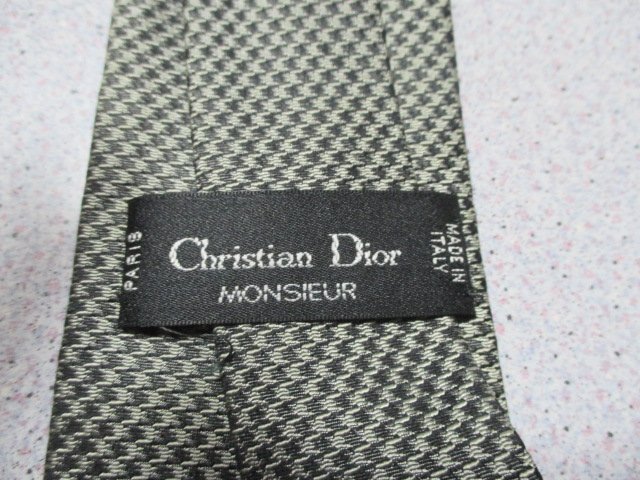 PARIS
Christian Dior
MONSIEUR
MADE IN
ITALY